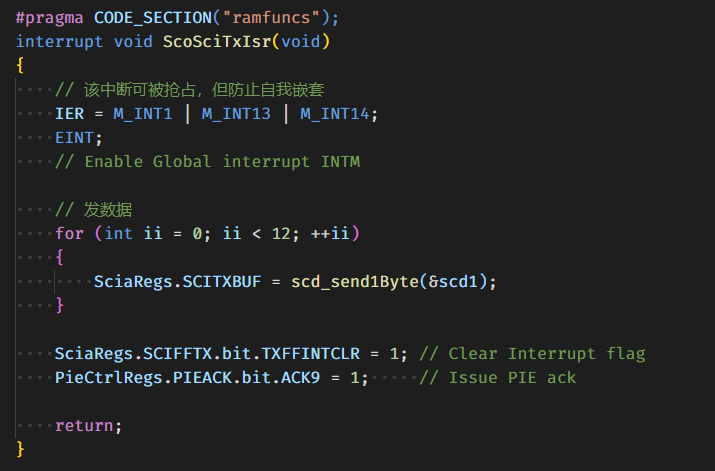 #pragma CODE_SECTION("ramfuncs");
interrupt void ScoSciTxIsr(void)
{
    // 该中断可被抢占，但防止自我嵌套
    IER = M_INT1 | M_INT13 | M_INT14;
    EINT;
    // Enable Global interrupt INTM

    // 发数据
    for (int ii = 0; ii < 12; ++ii)
    {
        SciaRegs.SCITXBUF = scd_send1Byte(&scd1);
    }

    SciaRegs.SCIFFTX.bit.TXFFINTCLR = 1; // Clear Interrupt flag
    PieCtrlRegs.PIEACK.bit.ACK9 = 1;     // Issue PIE ack

    return;
}